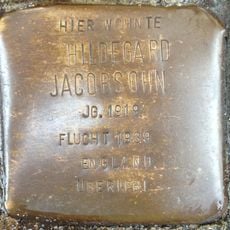 HIER WOHNTE
HILDEGARD
JACOBSOHN
JG. 1919
FLUCHT 1939
ENGLAND
ÜBERLEBT